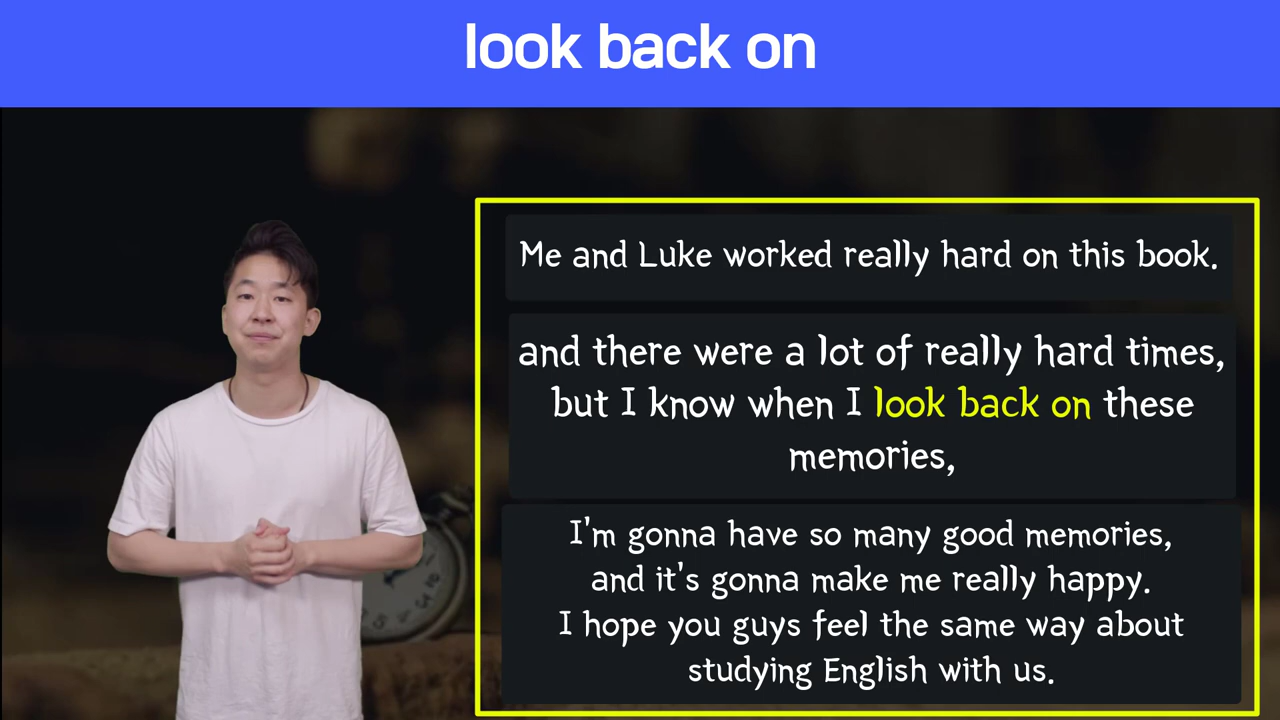 look back on
Me and Luke worked really hard on this book.
and there were a lot of really hard times,
but I know when I look back on these
memories,
I'm gonna have so many good memories,
and it's gonna make me really happy.
I hope you guys feel the same way about
studying English with us.